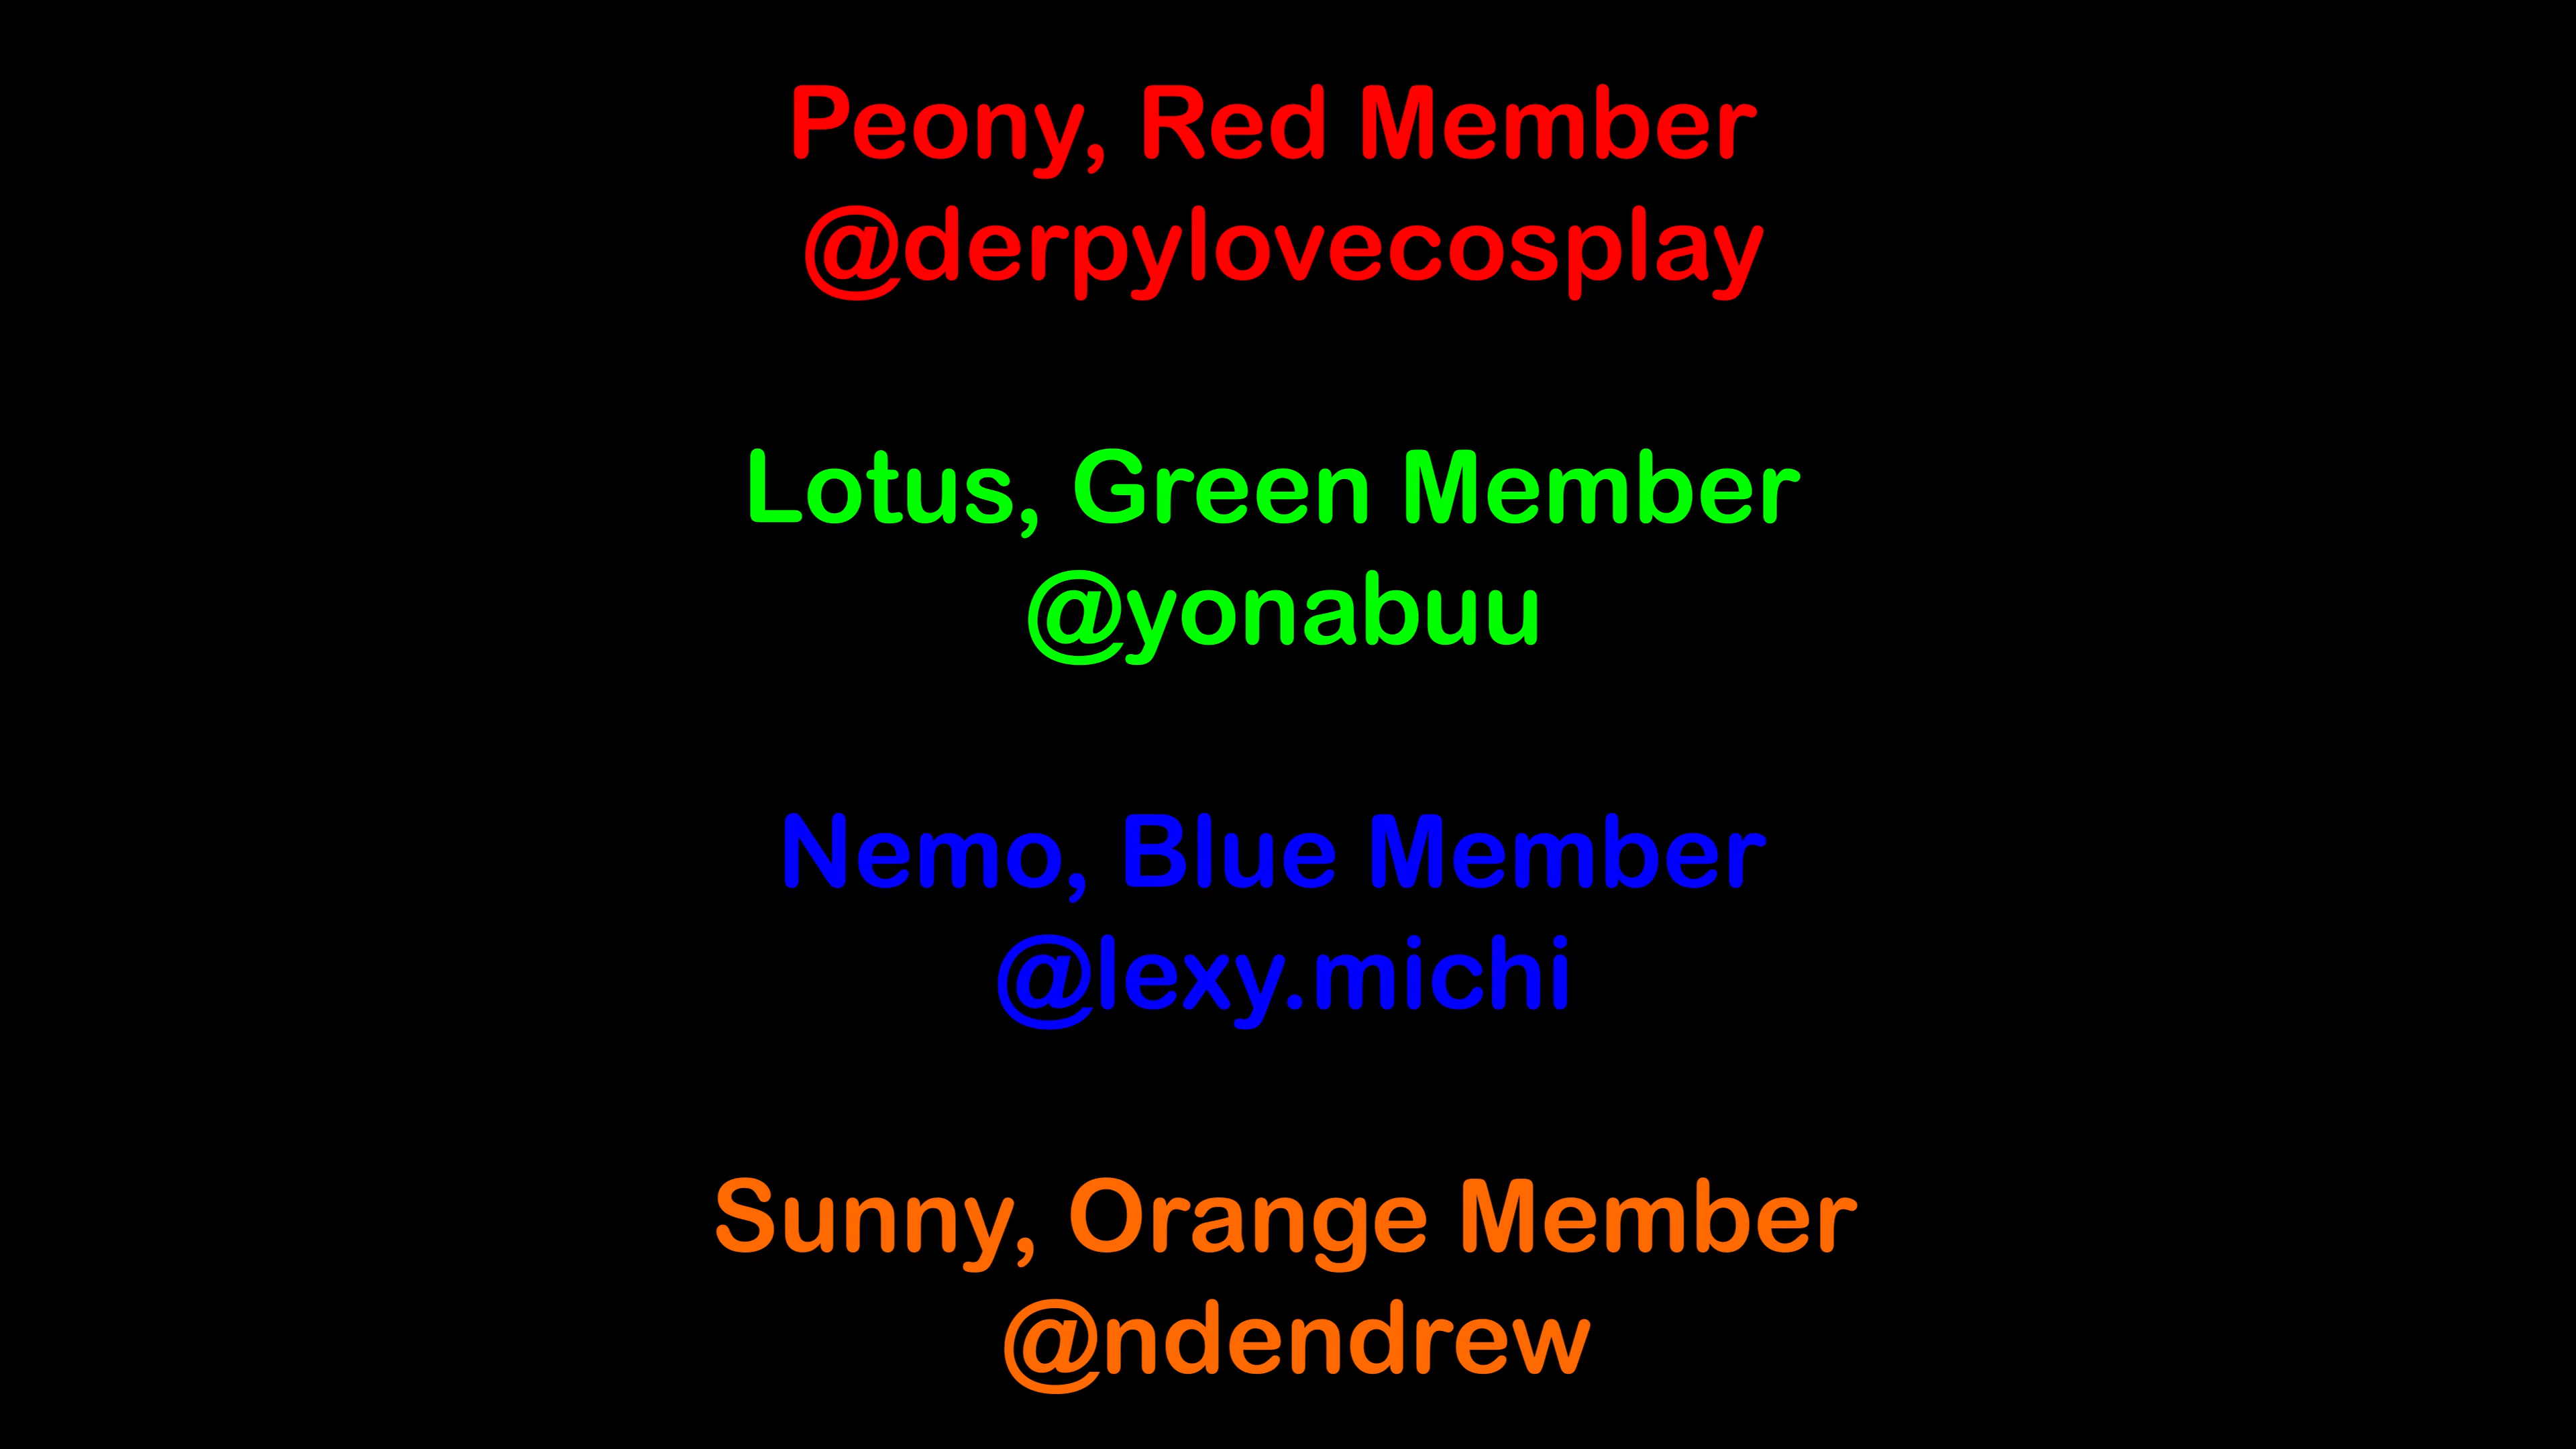 Peony, Red Member
@derpylovecosplay
Lotus, Green Member
@yonabuu
Nemo, Blue Member
@lexy.michi
Sunny, Orange Member
@ndendrew